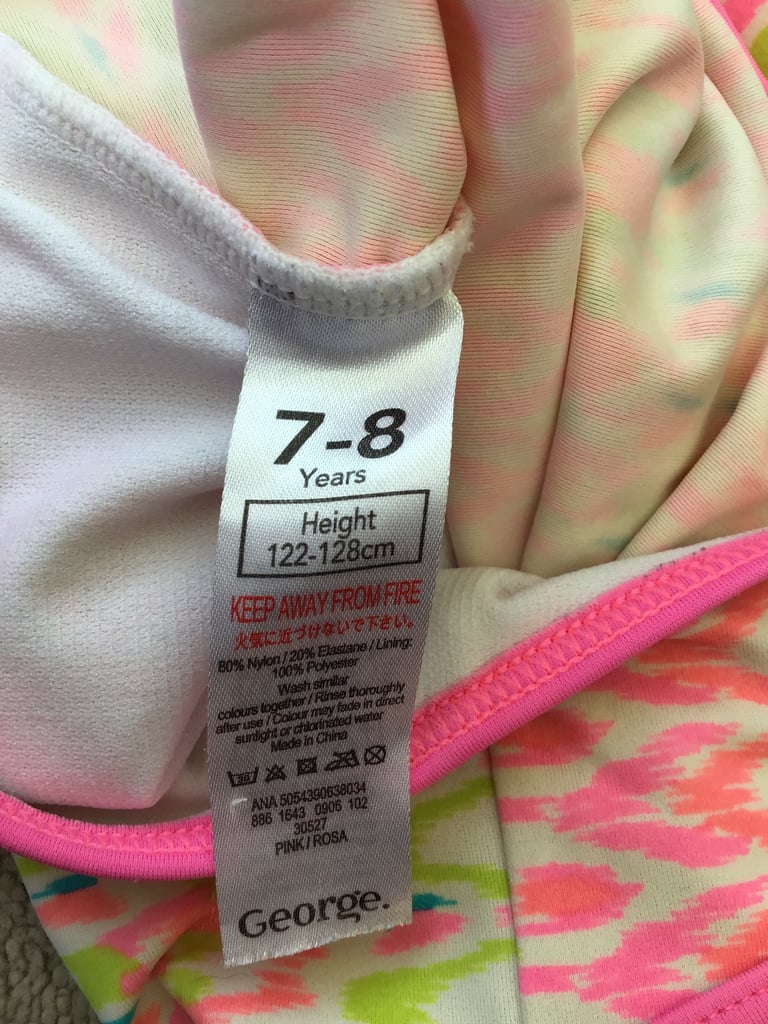 7-8
Years
Height
122-128cm
KEEP AWAY FROM FIRE
火気に近づけないで下さい。
80% Nylon / 20% Elastane / Lining:
100% Polyester
Wash similar
colours together / Rinse thoroughly
after use / Colour may fade in direct
sunlight or chlorinated water
Made in China
30
ANA 5054390638034
886 1643 0906 102
30527
PINK / ROSA
George.